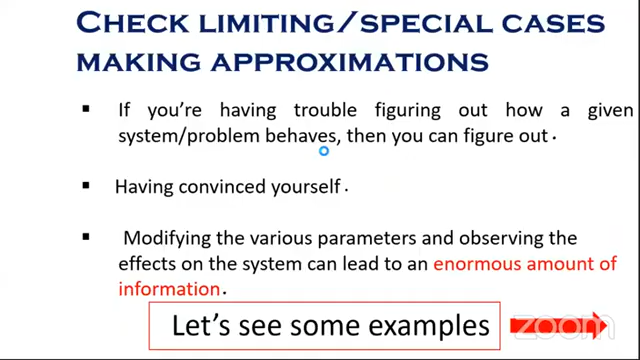 CHECK LIMITING/SPECIAL CASES
MAKING APPROXIMATIONS
▪ If you're having trouble figuring out how a given
system/problem behaves, then you can figure out.
▪ Having convinced yourself.
▪ Modifying the various parameters and observing the
effects on the system can lead to an enormous amount of
information.
Let's see some examples
zoom